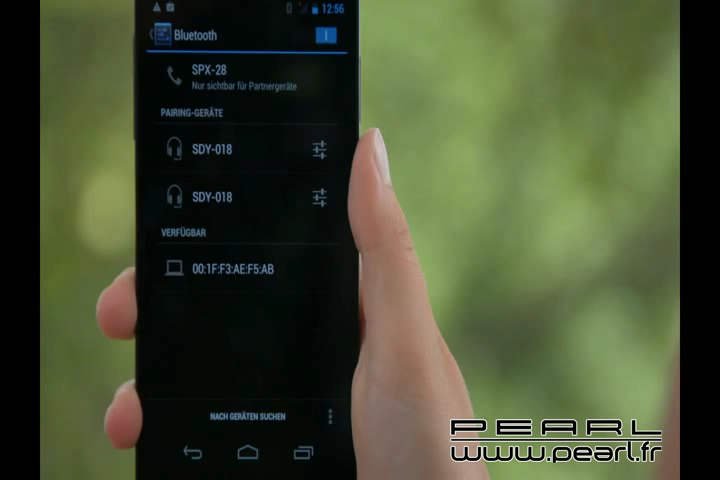 12:56
Bluetooth
SPX-28
Nur sichtbar für Partnergeräte
PAIRING-GERÄTE
SDY-018
SDY-018
VERFÜGBAR
00:1F:F3:AE:F5:AB
NACH GERÄTEN SUCHEN
PEARL
www.pearl.fr